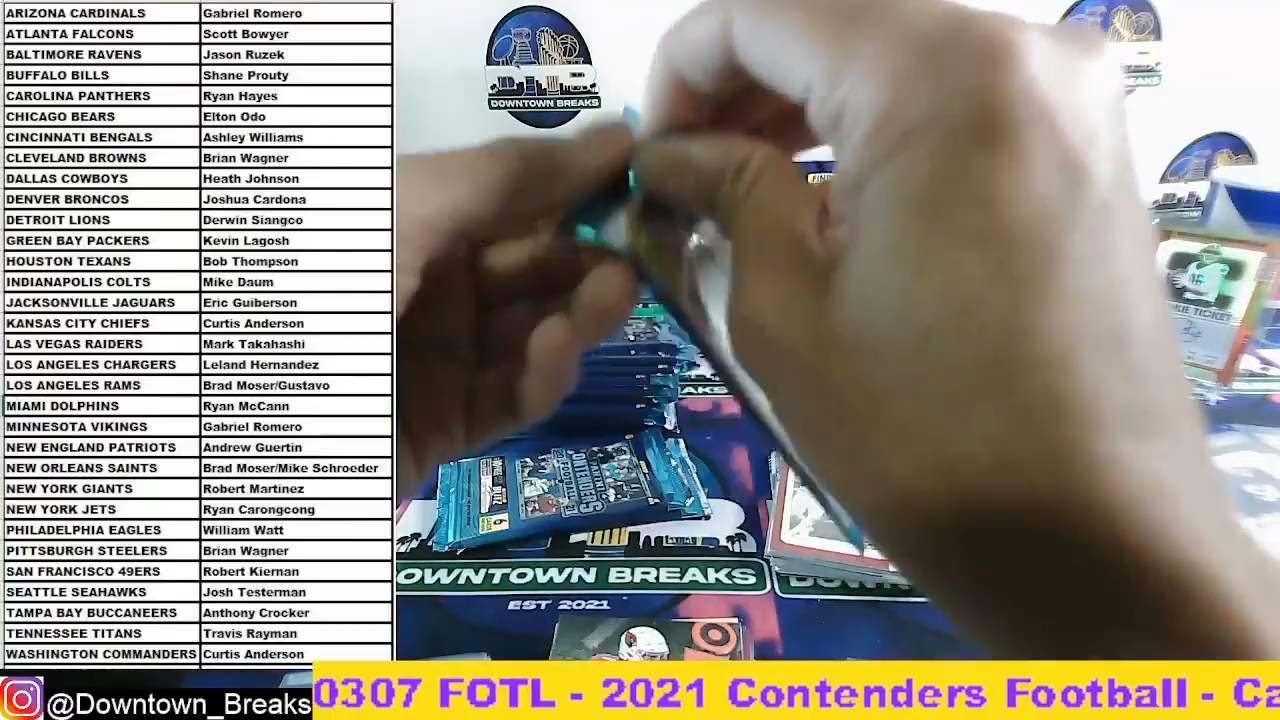 ARIZONA CARDINALS Gabriel Romero
ATLANTA FALCONS Scott Bowyer
BALTIMORE RAVENS Jason Ruzek
BUFFALO BILLS Shane Prouty
CAROLINA PANTHERS Ryan Hayes
CHICAGO BEARS Elton Odo
CINCINNATI BENGALS Ashley Williams
CLEVELAND BROWNS Brian Wagner
DALLAS COWBOYS Heath Johnson
DENVER BRONCOS Joshua Cardona
DETROIT LIONS Derwin Siangco
GREEN BAY PACKERS Kevin Lagosh
HOUSTON TEXANS Bob Thompson
INDIANAPOLIS COLTS Mike Daum
JACKSONVILLE JAGUARS Eric Guiberson
KANSAS CITY CHIEFS Curtis Anderson
LAS VEGAS RAIDERS Mark Takahashi
LOS ANGELES CHARGERS Leland Hernandez
LOS ANGELES RAMS Brad Moser/Gustavo
MIAMI DOLPHINS Ryan McCann
MINNESOTA VIKINGS Gabriel Romero
NEW ENGLAND PATRIOTS Andrew Guertin
NEW ORLEANS SAINTS Brad Moser/Mike Schroeder
NEW YORK GIANTS Robert Martinez
NEW YORK JETS Ryan Carongcong
PHILADELPHIA EAGLES William Watt
PITTSBURGH STEELERS Brian Wagner
SAN FRANCISCO 49ERS Robert Kiernan
SEATTLE SEAHAWKS Josh Testerman
TAMPA BAY BUCCANEERS Anthony Crocker
TENNESSEE TITANS Travis Rayman
WASHINGTON COMMANDERS Curtis Anderson
@Downtown_Breaks
0307 FOTL - 2021 Contenders Football - Ca
DOWNTOWN BREAKS
BREAKS
KIE TICKET
CONTENDERS
FOOTBALL
6
OWNTOWN BREAKS
EST 2021